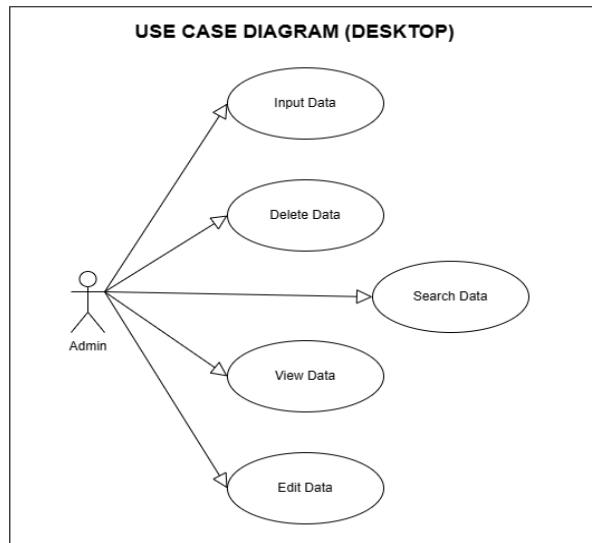 USE CASE DIAGRAM (DESKTOP)
Input Data
Delete Data
Search Data
Admin
View Data
Edit Data